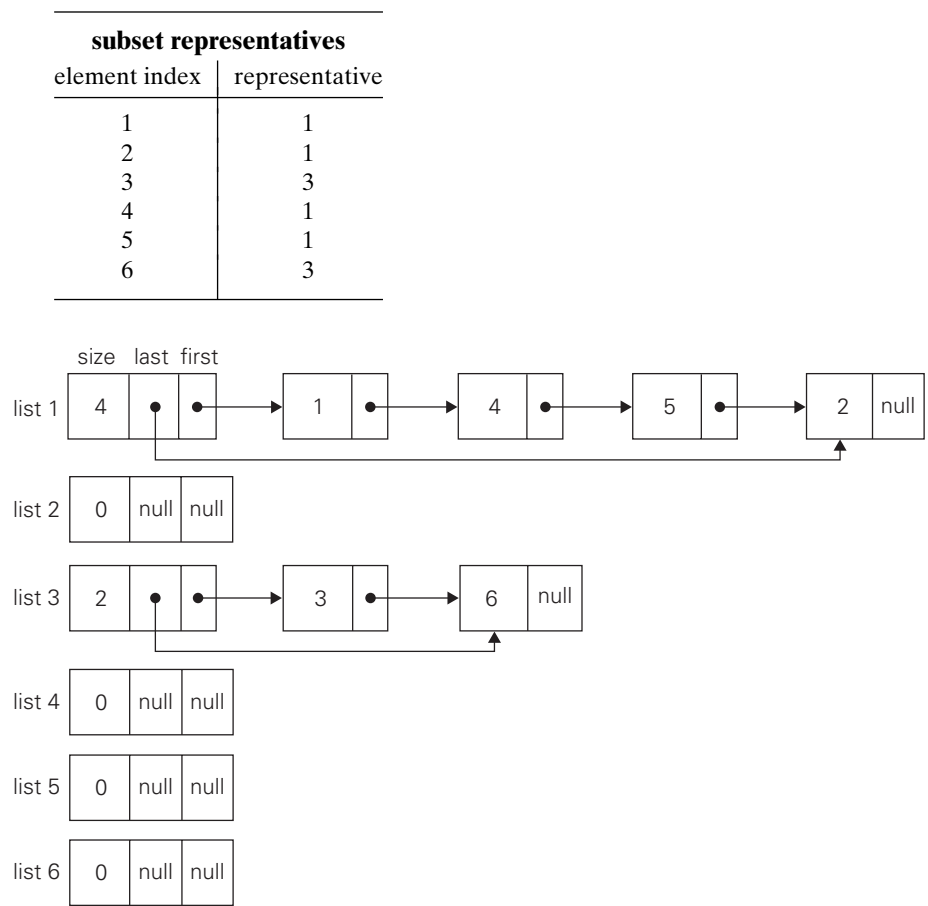 subset representatives
element index representative
1 1
2 1
3 3
4 1
5 1
6 3
size last first
list 1 4 1 4 5 2 null
list 2 0 null null
list 3 2 3 6 null
list 4 0 null null
list 5 0 null null
list 6 0 null null